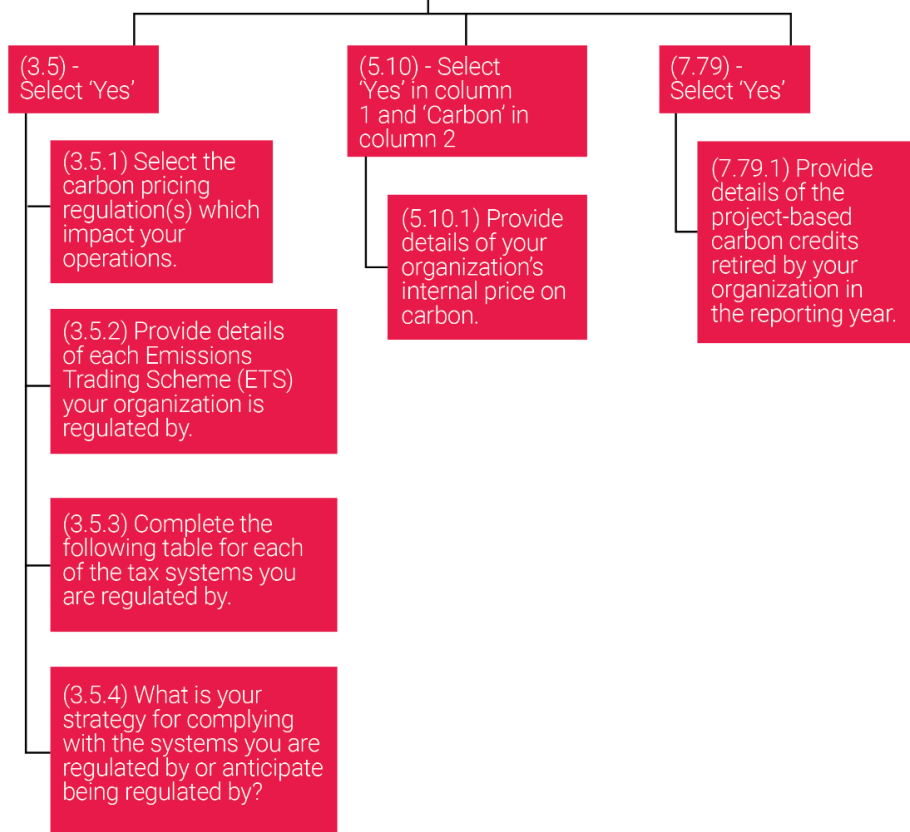 (3.5) -
Select ‘Yes’
(3.5.1) Select the
carbon pricing
regulation(s) which
impact your
operations.
(3.5.2) Provide details
of each Emissions
Trading Scheme (ETS)
your organization is
regulated by.
(3.5.3) Complete the
following table for each
of the tax systems you
are regulated by.
(3.5.4) What is your
strategy for complying
with the systems you are
regulated by or anticipate
being regulated by?
(5.10) - Select
‘Yes’ in column
1 and ‘Carbon’ in
column 2
(5.10.1) Provide
details of your
organization’s
internal price on
carbon.
(7.79) -
Select ‘Yes’
(7.79.1) Provide
details of the
project-based
carbon credits
retired by your
organization in
the reporting year.